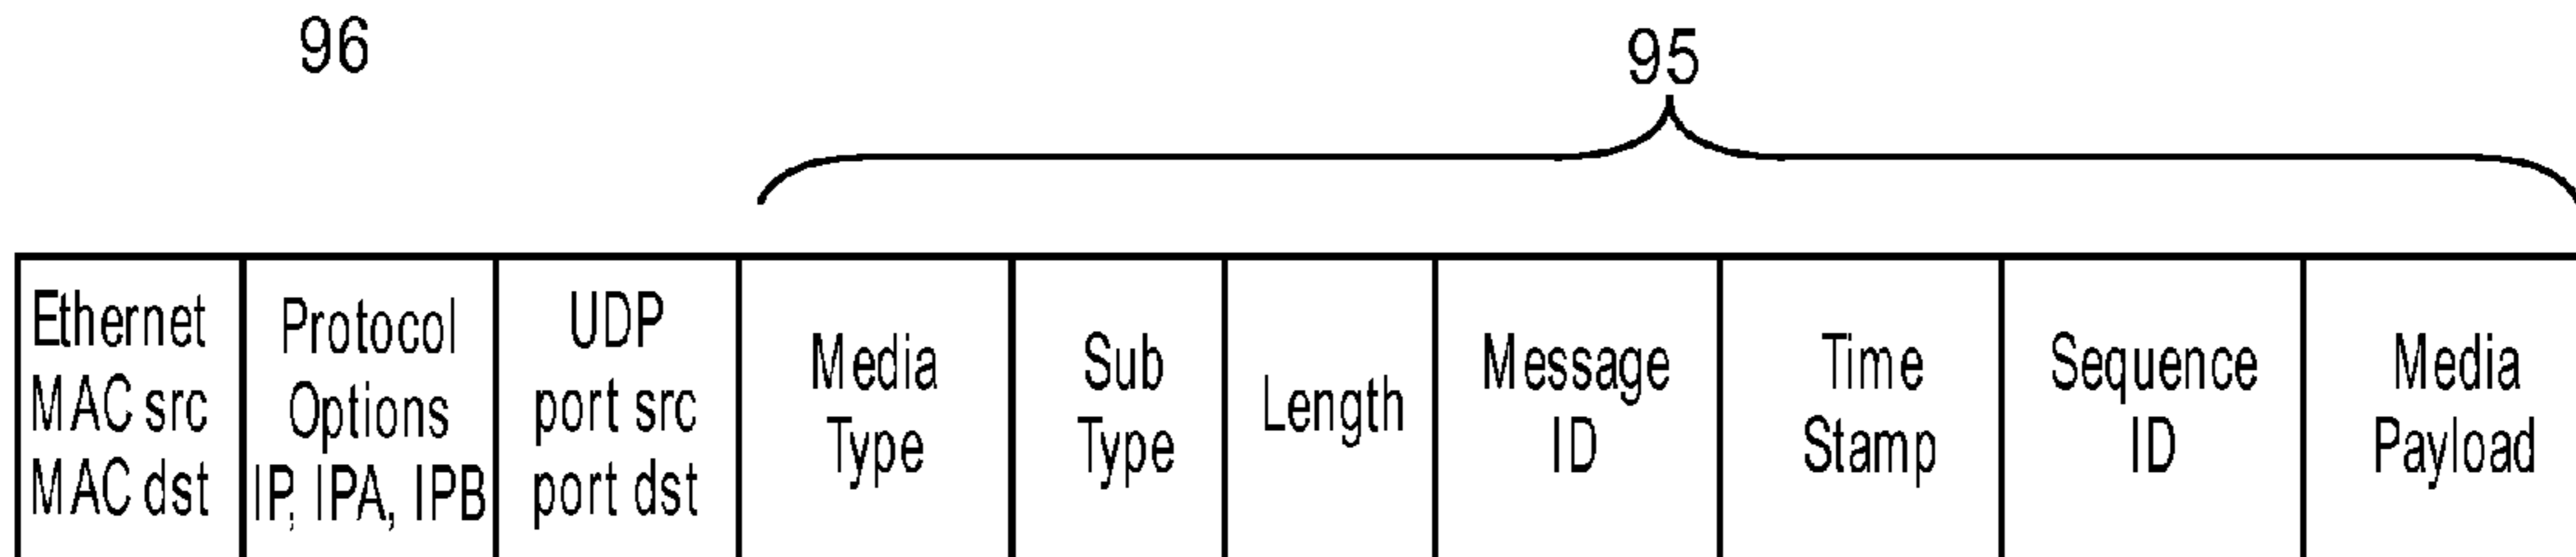 96
95
Ethernet
MAC src
MAC dst
Protocol
Options
IP, IPA, IPB
UDP
port src
port dst
Media
Type
Sub
Type
Length
Message
ID
Time
Stamp
Sequence
ID
Media
Payload